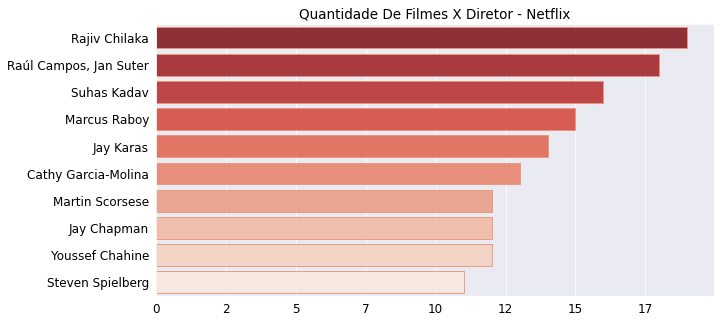 Quantidade De Filmes X Diretor - Netflix
Rajiv Chilaka
Raúl Campos, Jan Suter
Suhas Kadav
Marcus Raboy
Jay Karas
Cathy Garcia-Molina
Martin Scorsese
Jay Chapman
Youssef Chahine
Steven Spielberg
0 2 5 7 10 12 15 17